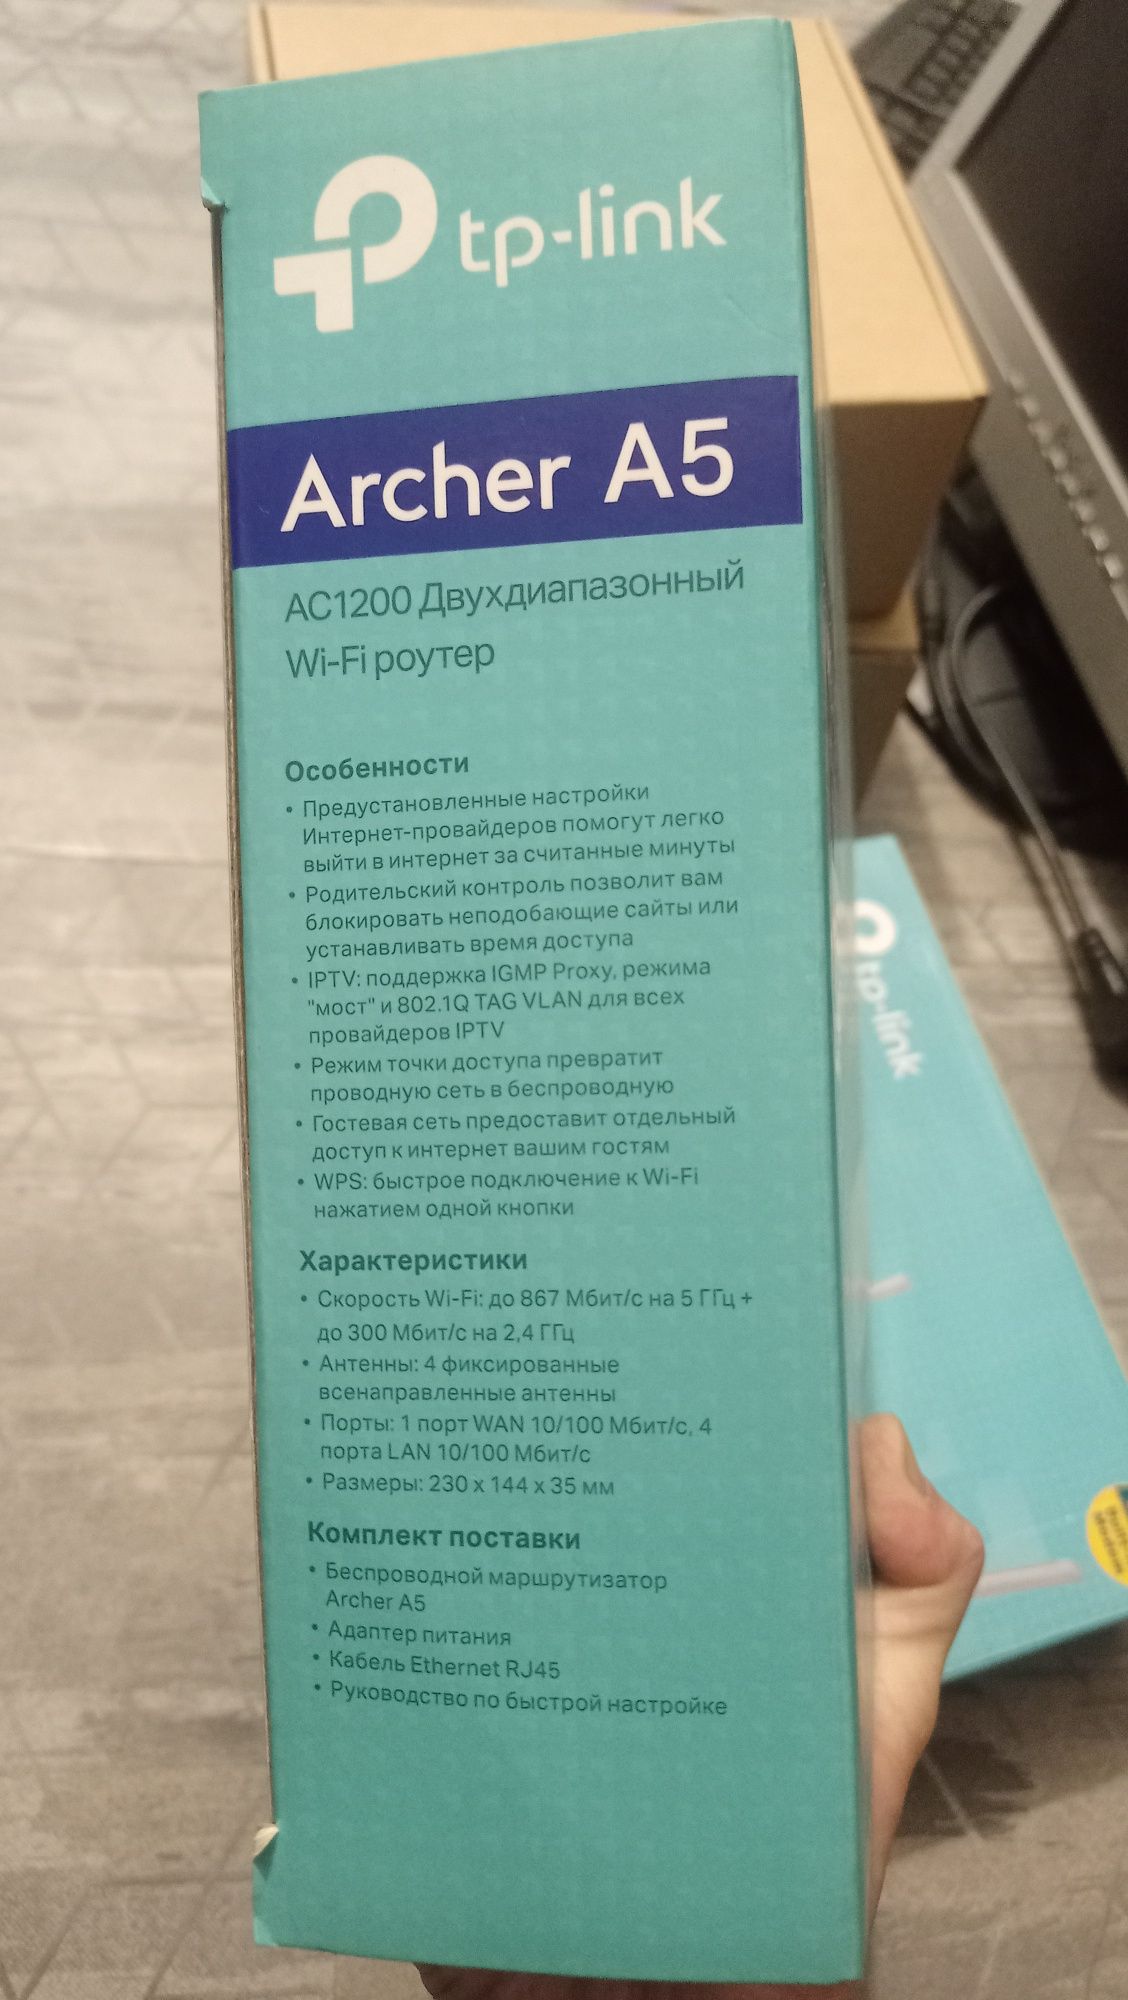 tp-link
Archer A5
AC1200 Двухдиапазонный
Wi-Fi роутер
Особенности
• Предустановленные настройки
Интернет-провайдеров помогут легко
выйти в интернет за считанные минуты
• Родительский контроль позволит вам
блокировать неподобающие сайты или
устанавливать время доступа
• IPTV: поддержка IGMP Proxy, режима
"мост" и 802.1Q TAG VLAN для всех
провайдеров IPTV
• Режим точки доступа превратит
проводную сеть в беспроводную
• Гостевая сеть предоставит отдельный
доступ к интернет вашим гостям
• WPS: быстрое подключение к Wi-Fi
нажатием одной кнопки
Характеристики
• Скорость Wi-Fi: до 867 Мбит/с на 5 ГГц +
до 300 Мбит/с на 2,4 ГГц
• Антенны: 4 фиксированные
всенаправленные антенны
• Порты: 1 порт WAN 10/100 Мбит/с, 4
порта LAN 10/100 Мбит/с
• Размеры: 230 x 144 x 35 мм
Комплект поставки
• Беспроводной маршрутизатор
Archer A5
• Адаптер питания
• Кабель Ethernet RJ45
• Руководство по быстрой настройке
tp-link